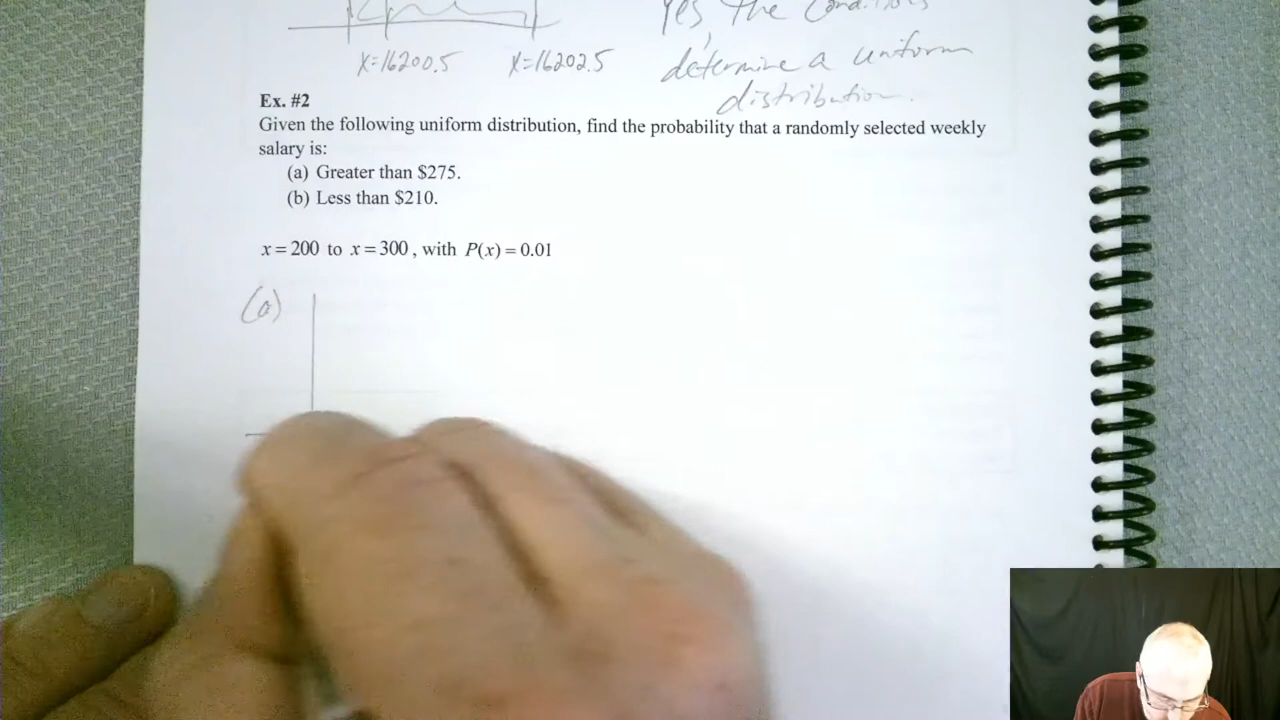 Yes, the conditions
x=16200.5 x=16202.5 determine a uniform
distribution.
Ex. #2
Given the following uniform distribution, find the probability that a randomly selected weekly
salary is:
(a) Greater than $275.
(b) Less than $210.
x = 200 to x = 300, with P(x) = 0.01
(a)